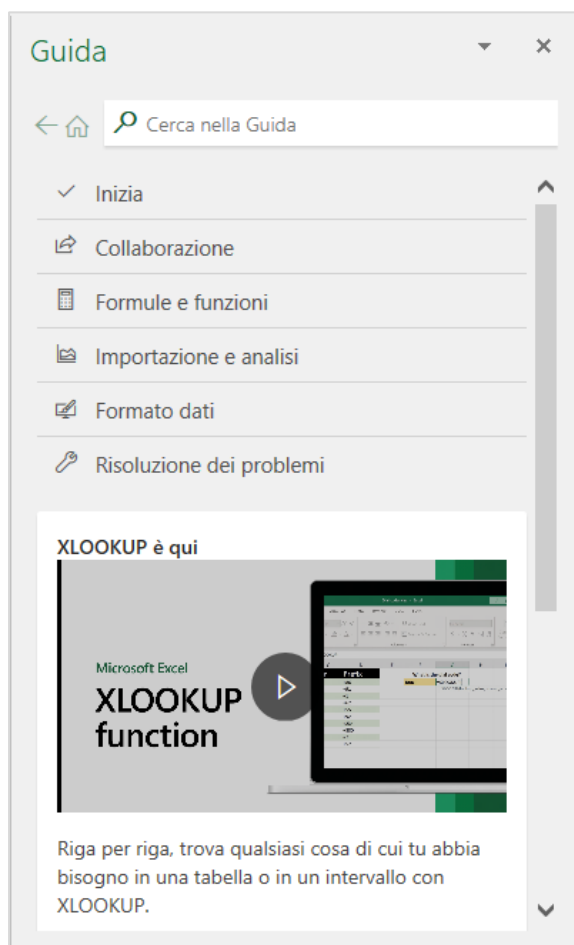 Guida
Cerca nella Guida
Inizia
Collaborazione
Formule e funzioni
Importazione e analisi
Formato dati
Risoluzione dei problemi
XLOOKUP è qui
Microsoft Excel
XLOOKUP
function
Riga per riga, trova qualsiasi cosa di cui tu abbia
bisogno in una tabella o in un intervallo con
XLOOKUP.